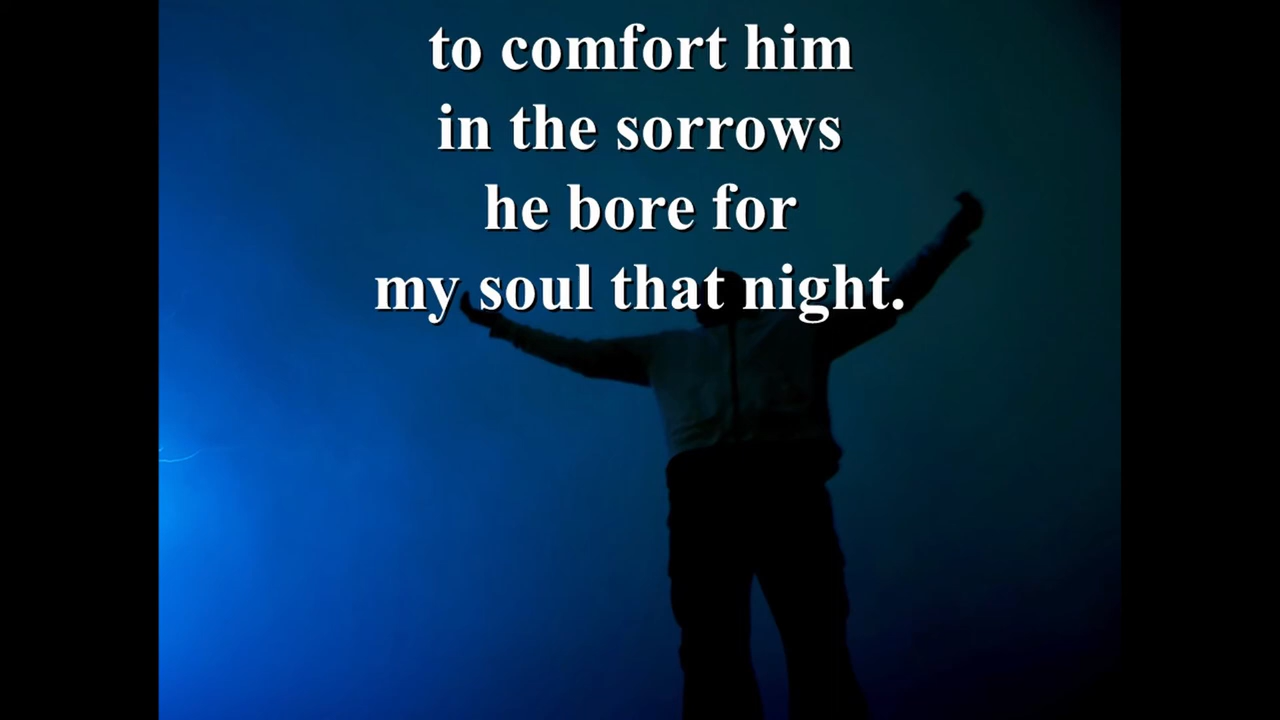 to comfort him
in the sorrows
he bore for
my soul that night.